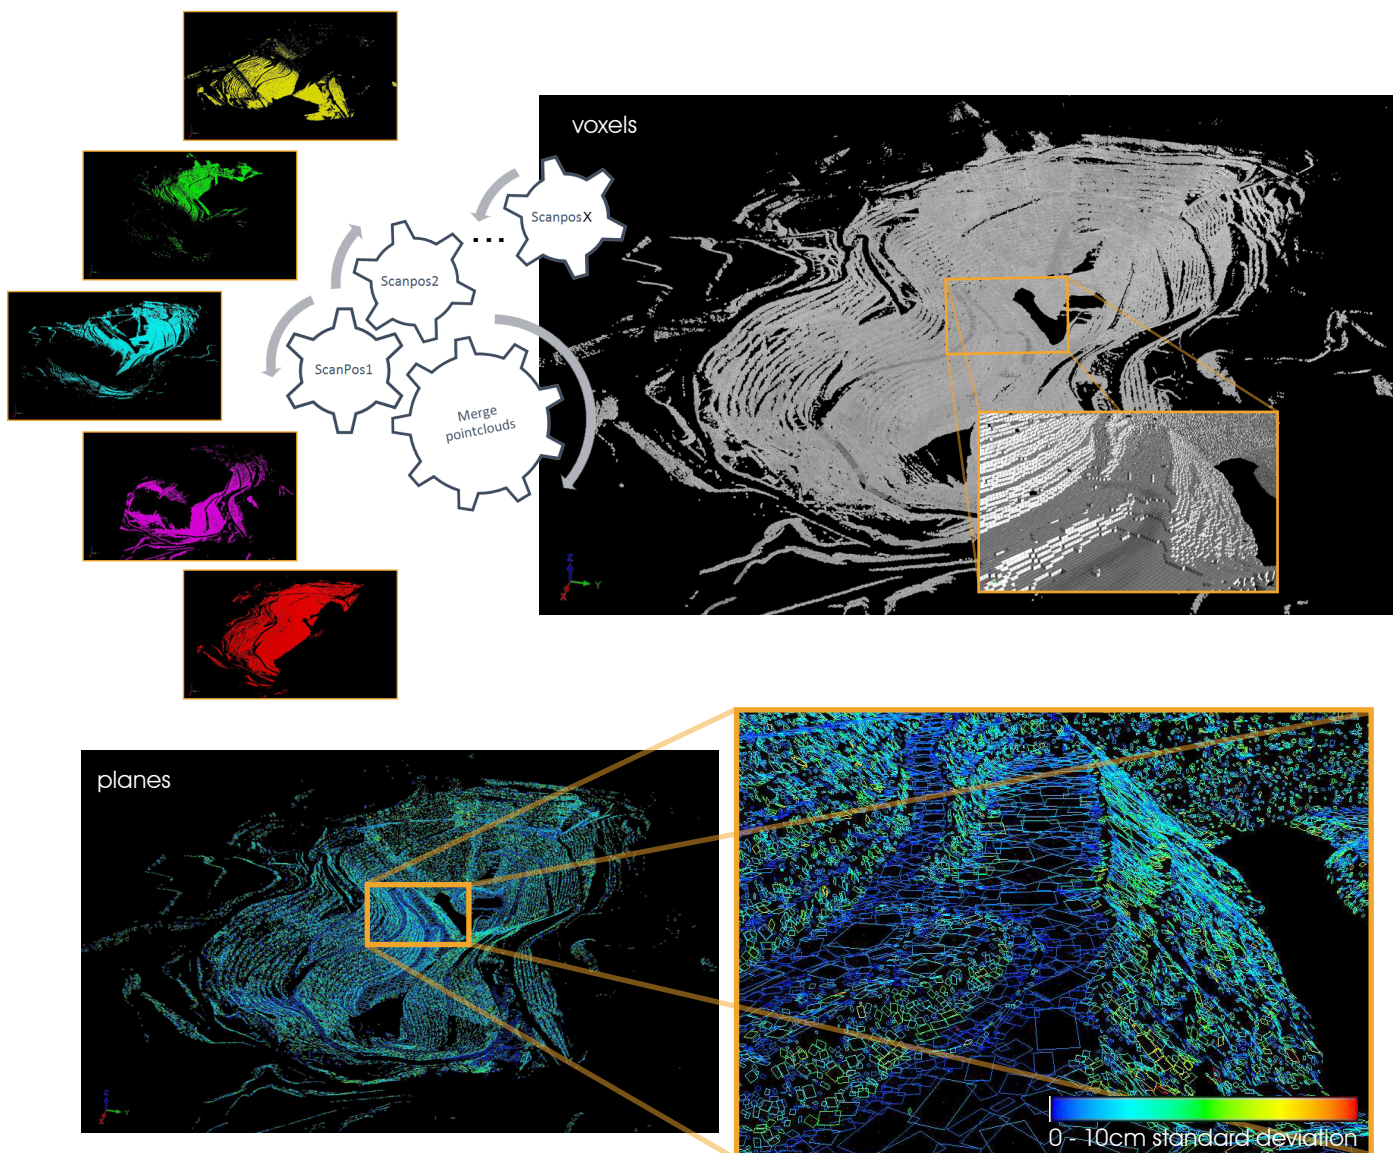 voxels
ScanposX
...
Scanpos2
ScanPos1
Merge
pointclouds
Z
Y
X
planes
Z
Y
X
0 - 10cm standard deviation